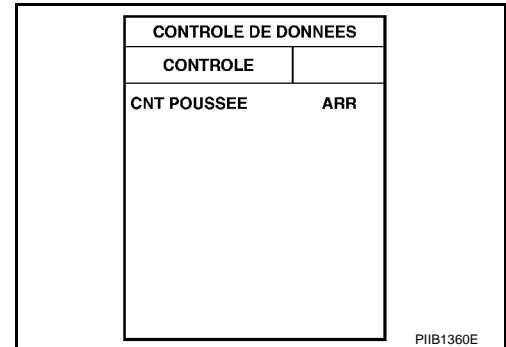 CONTROLE DE DONNEES
CONTROLE
CNT POUSSEE ARR
PIIB1360E